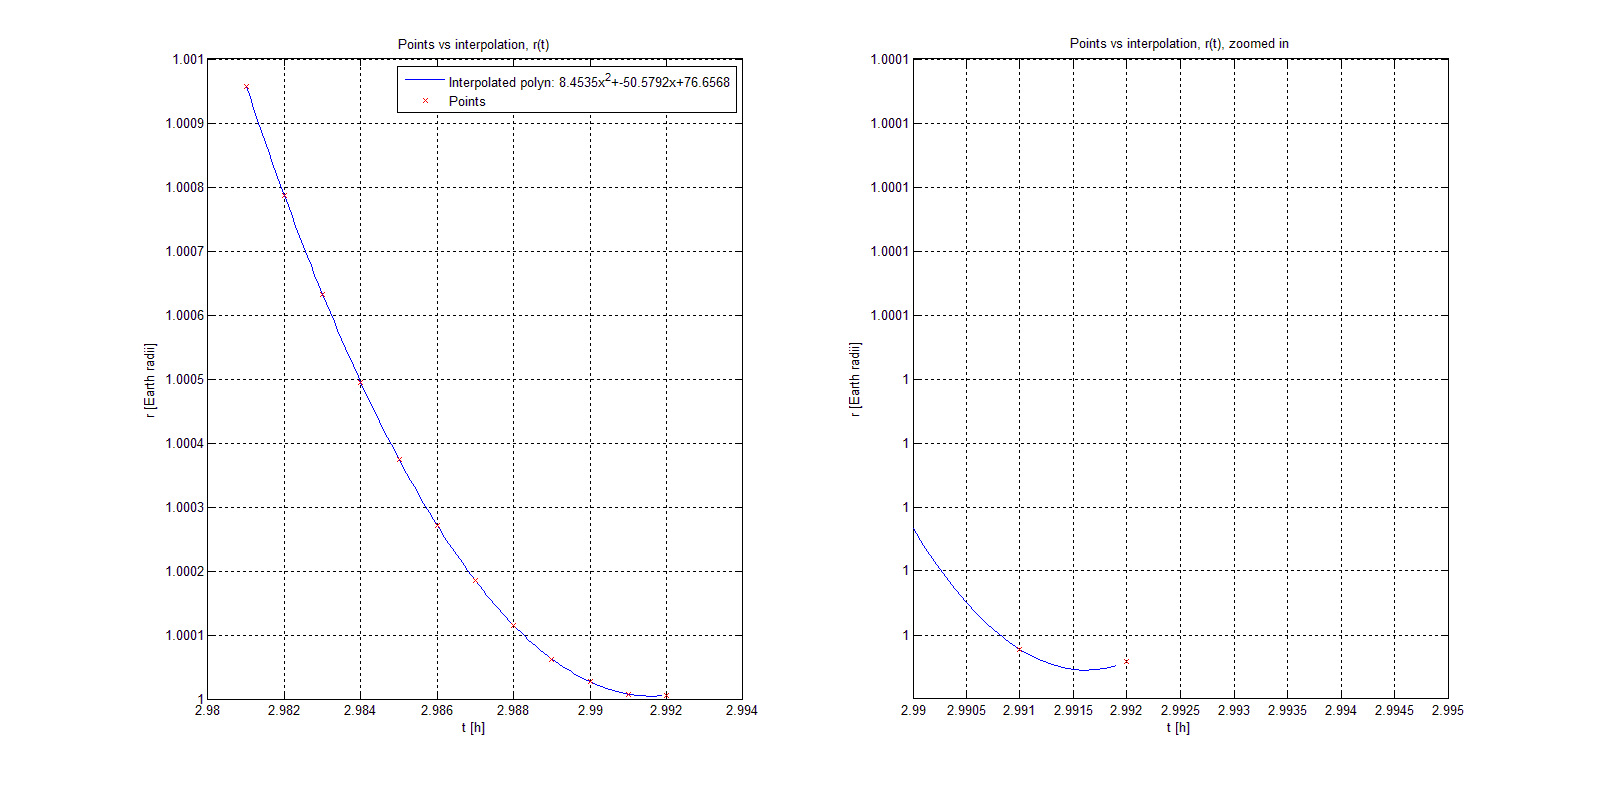 Points vs interpolation, r(t)
1.001
1.0009
1.0008
1.0007
1.0006
1.0005
1.0004
1.0003
1.0002
1.0001
1
r [Earth radii]
Interpolated polyn: 8.4535x2+-50.5792x+76.6568
Points
2.98 2.982 2.984 2.986 2.988 2.99 2.992 2.994
t [h]
Points vs interpolation, r(t), zoomed in
1.0001
1.0001
1.0001
1.0001
1.0001
1
1
1
1
1
r [Earth radii]
2.99 2.9905 2.991 2.9915 2.992 2.9925 2.993 2.9935 2.994 2.9945 2.995
t [h]